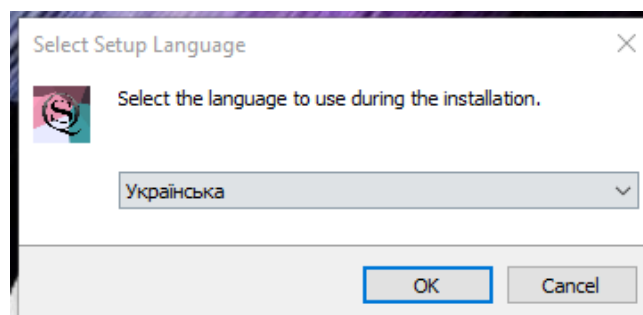 Select Setup Language
Select the language to use during the installation.
Українська
OK
Cancel